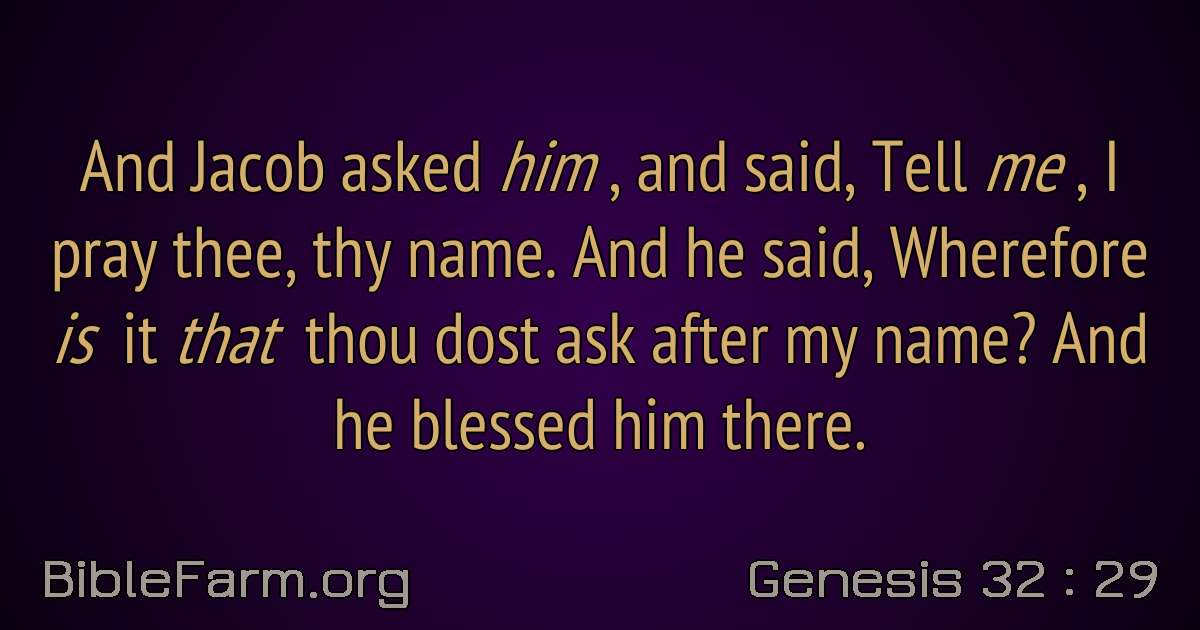 And Jacob asked him , and said, Tell me , I
pray thee, thy name. And he said, Wherefore
is it that thou dost ask after my name? And
he blessed him there.
BibleFarm.org
Genesis 32 : 29